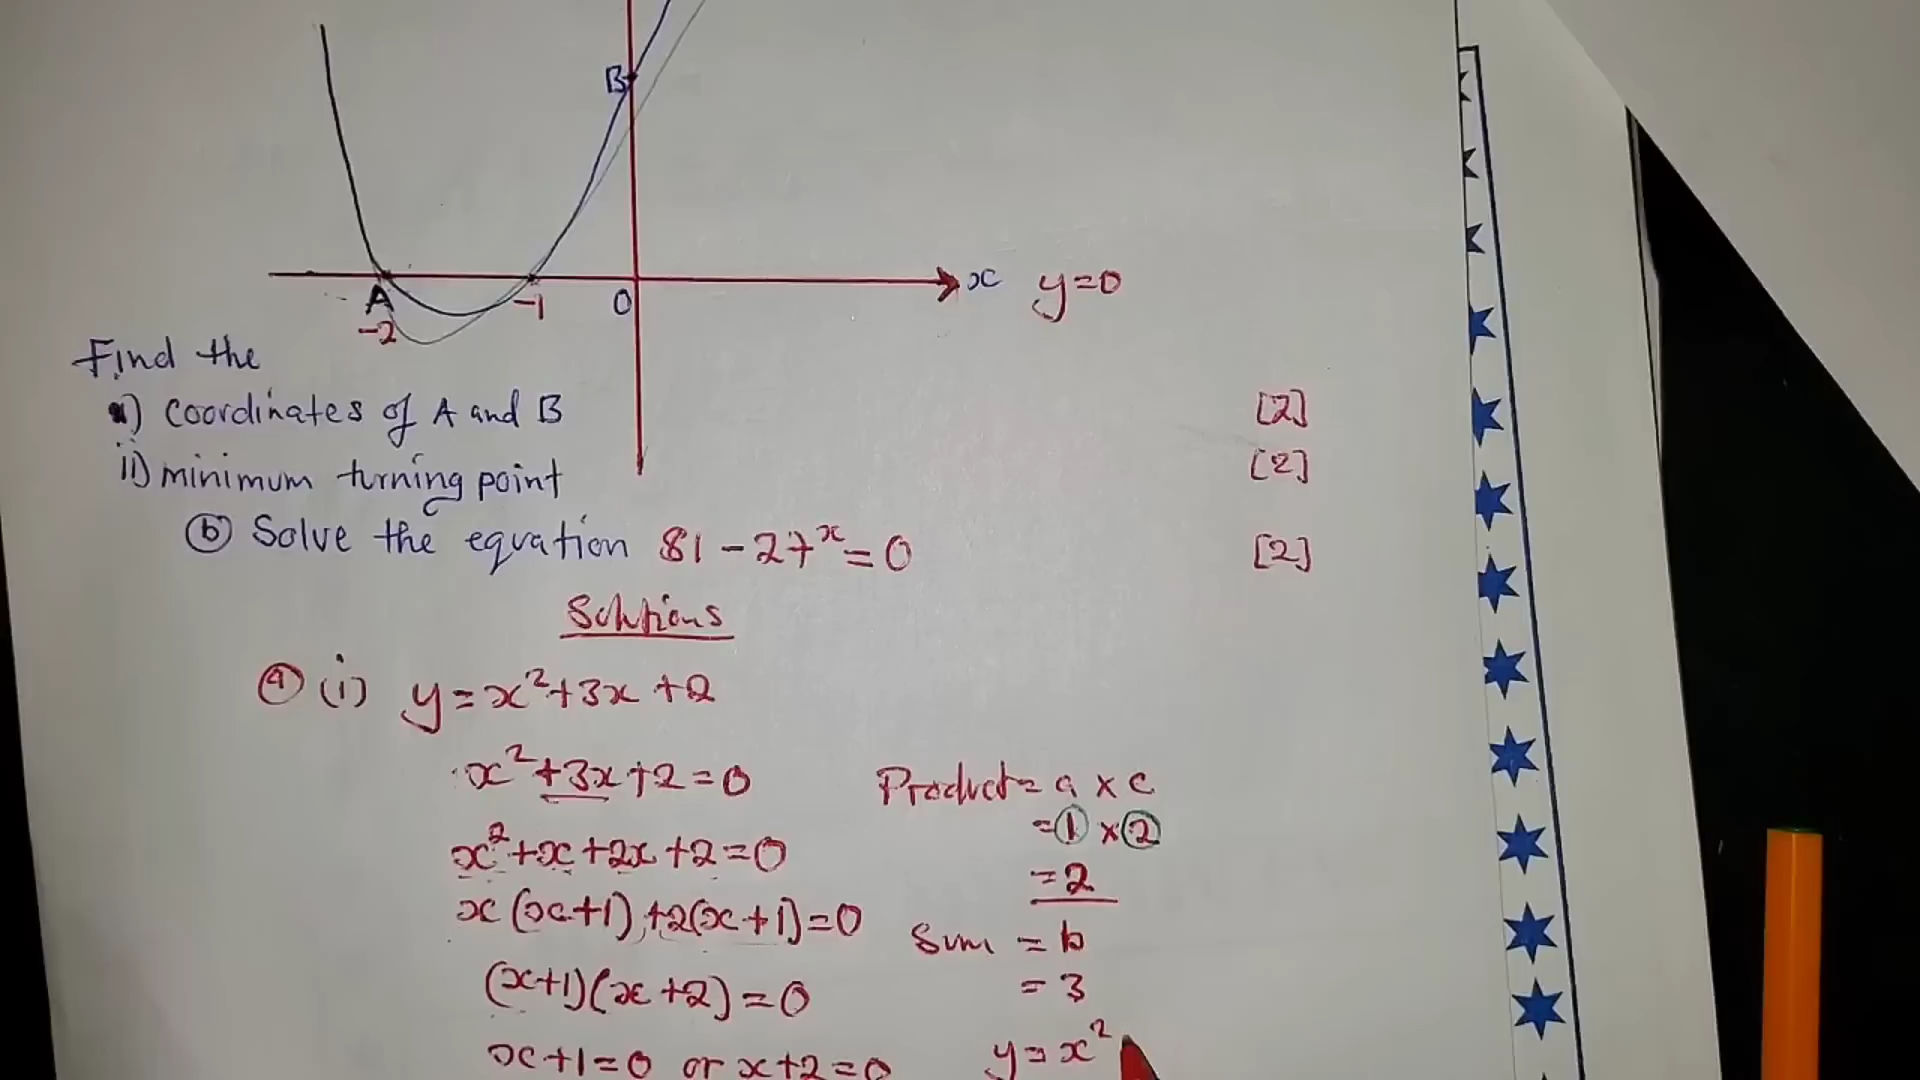 B
x y=0
A -1 0
-2
Find the
i) coordinates of A and B [2]
ii) minimum turning point [2]
(b) Solve the equation 81 - 27^x = 0 [2]
Solutions
(a) (i) y = x² + 3x + 2
x² + 3x + 2 = 0
x² + x + 2x + 2 = 0
x(x+1) + 2(x+1) = 0
(x+1)(x+2) = 0
x+1=0 or x+2=0
Product = a x c
= 1 x 2
= 2
Sum = b
= 3
y = x²